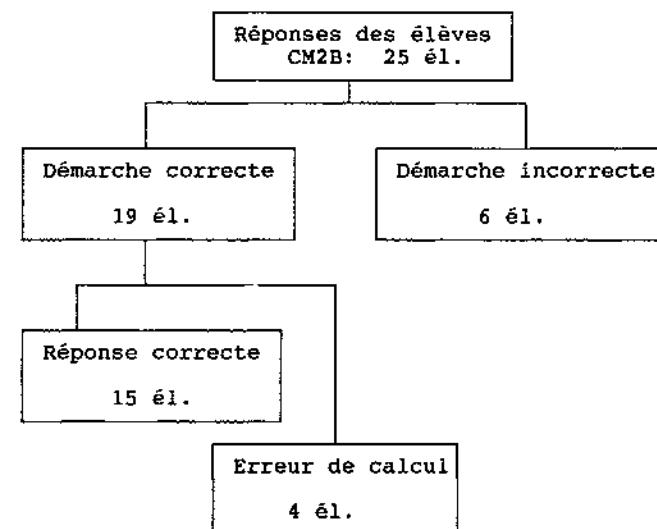 Réponses des élèves
CM2B: 25 él.
Démarche correcte
19 él.
Démarche incorrecte
6 él.
Réponse correcte
15 él.
Erreur de calcul
4 él.